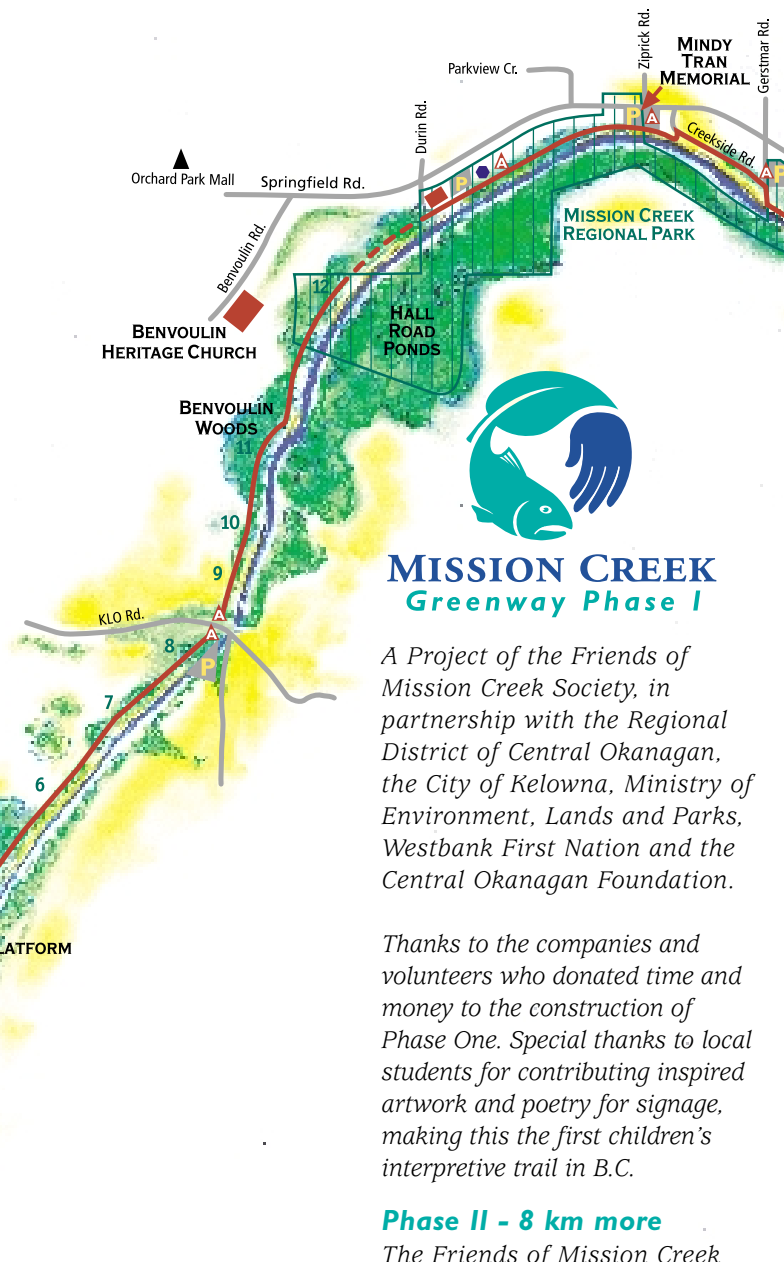 Ziprick Rd.
Gerstmar Rd.
MINDY
TRAN
MEMORIAL
Parkview Cr.
Durin Rd.
P
A
Creekside Rd.
A
P
A
P
Orchard Park Mall
Springfield Rd.
MISSION CREEK
REGIONAL PARK
Benvoulin Rd.
12
HALL
ROAD
PONDS
BENVOULIN
HERITAGE CHURCH
BENVOULIN
WOODS
11
10
9
MISSION CREEK
Greenway Phase I
KLO Rd.
A
A
8
P
7
6
LATFORM
A Project of the Friends of
Mission Creek Society, in
partnership with the Regional
District of Central Okanagan,
the City of Kelowna, Ministry of
Environment, Lands and Parks,
Westbank First Nation and the
Central Okanagan Foundation.
Thanks to the companies and
volunteers who donated time and
money to the construction of
Phase One. Special thanks to local
students for contributing inspired
artwork and poetry for signage,
making this the first children's
interpretive trail in B.C.
Phase II - 8 km more
The Friends of Mission Creek